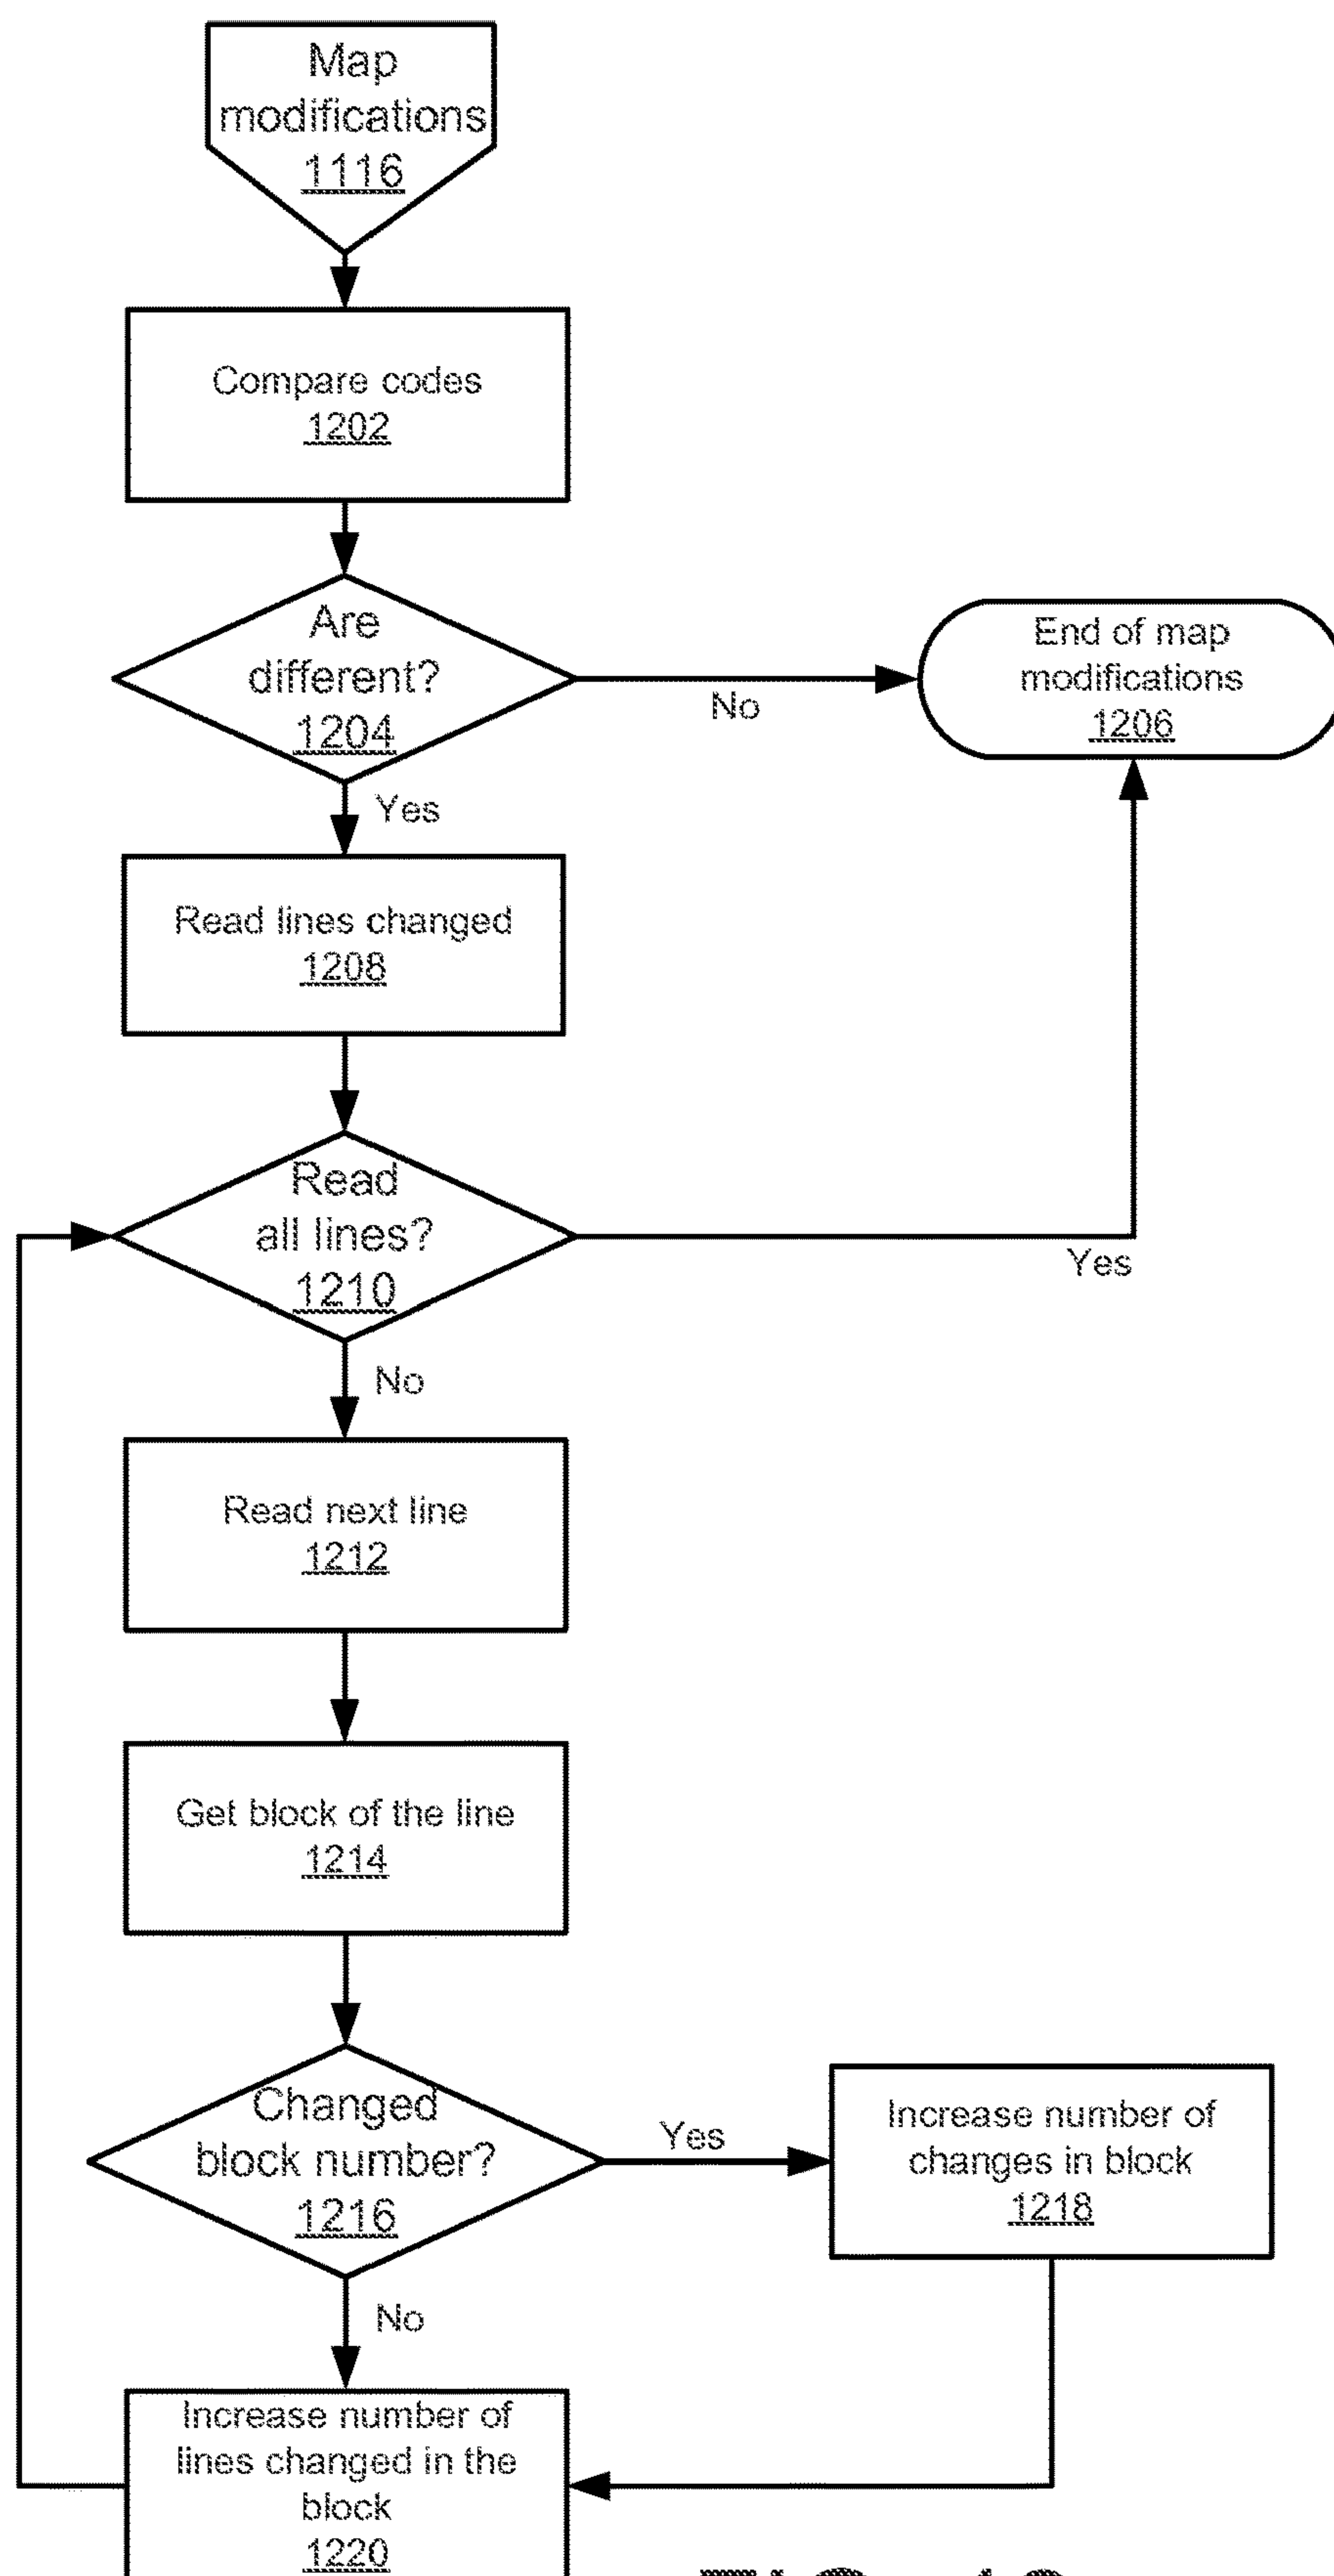 Map
modifications
1116
Compare codes
1202
Are
different?
1204
No
End of map
modifications
1206
Yes
Read lines changed
1208
Read
all lines?
1210
Yes
No
Read next line
1212
Get block of the line
1214
Changed
block number?
1216
Yes
Increase number of
changes in block
1218
No
Increase number of
lines changed in the
block
1220